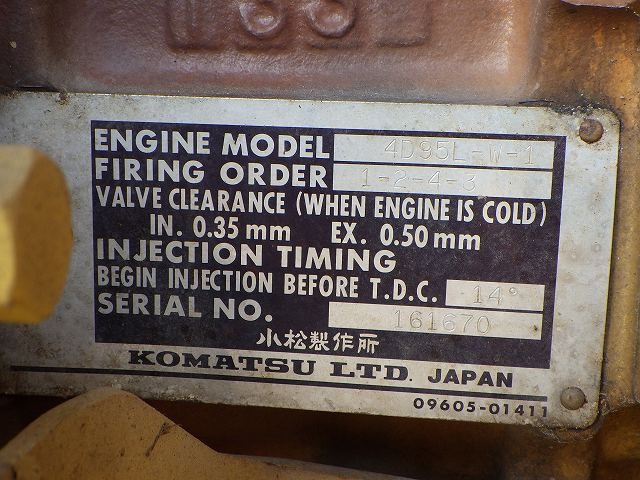 ENGINE MODEL 4D95L-W-1
FIRING ORDER 1-2-4-3
VALVE CLEARANCE (WHEN ENGINE IS COLD)
IN. 0.35 mm EX. 0.50 mm
INJECTION TIMING
BEGIN INJECTION BEFORE T.D.C. 14°
SERIAL NO. 161670
小松製作所
KOMATSU LTD. JAPAN
09605-01411